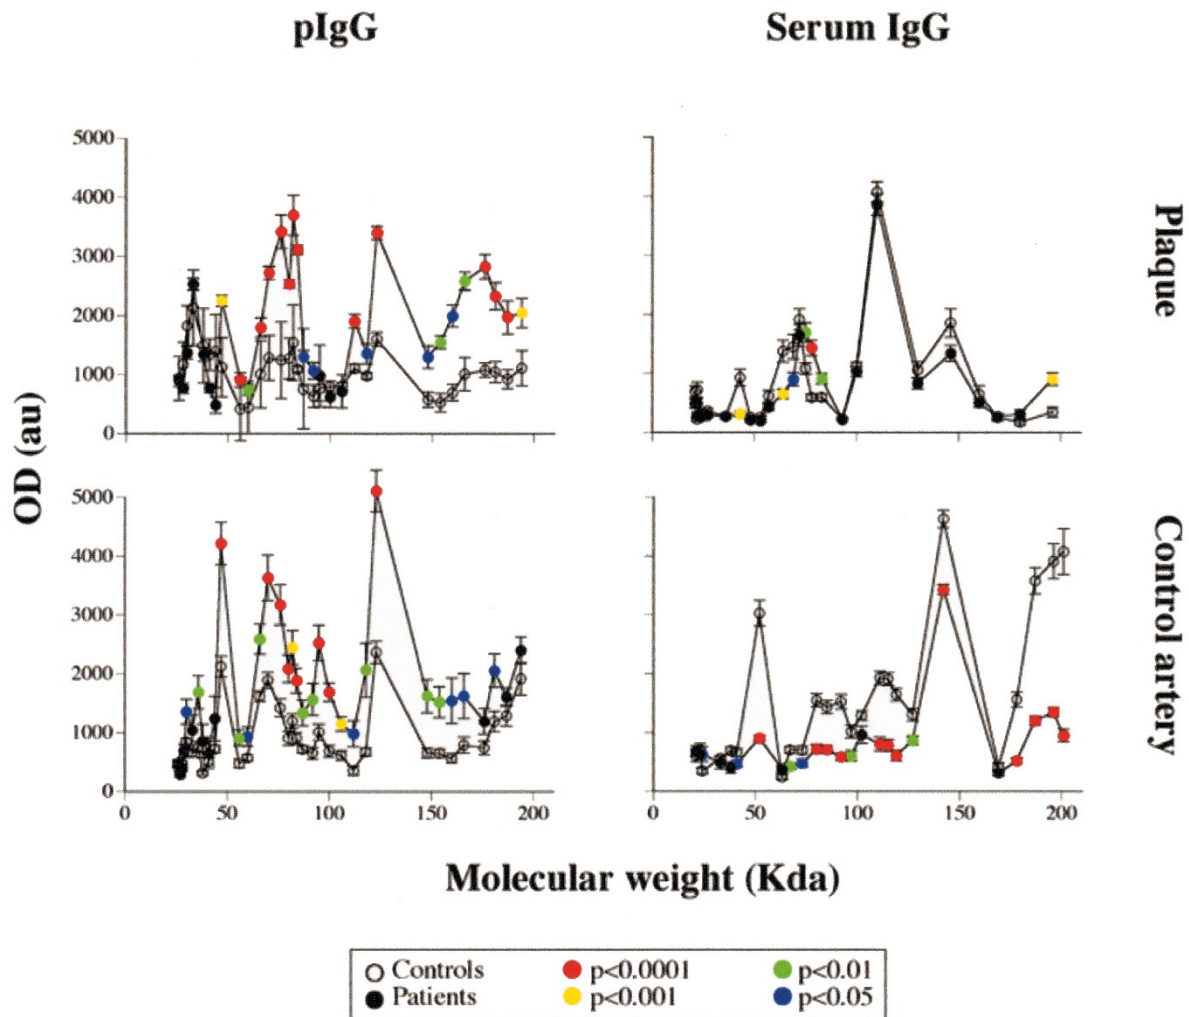 pIgG
Serum IgG
5000
4000
3000
2000
1000
0
Plaque
OD (au)
5000
4000
3000
2000
1000
0
0
50
100
150
200
0
50
100
150
200
Control artery
Molecular weight (Kda)
Controls
p<0.0001
p<0.01
Patients
p<0.001
p<0.05